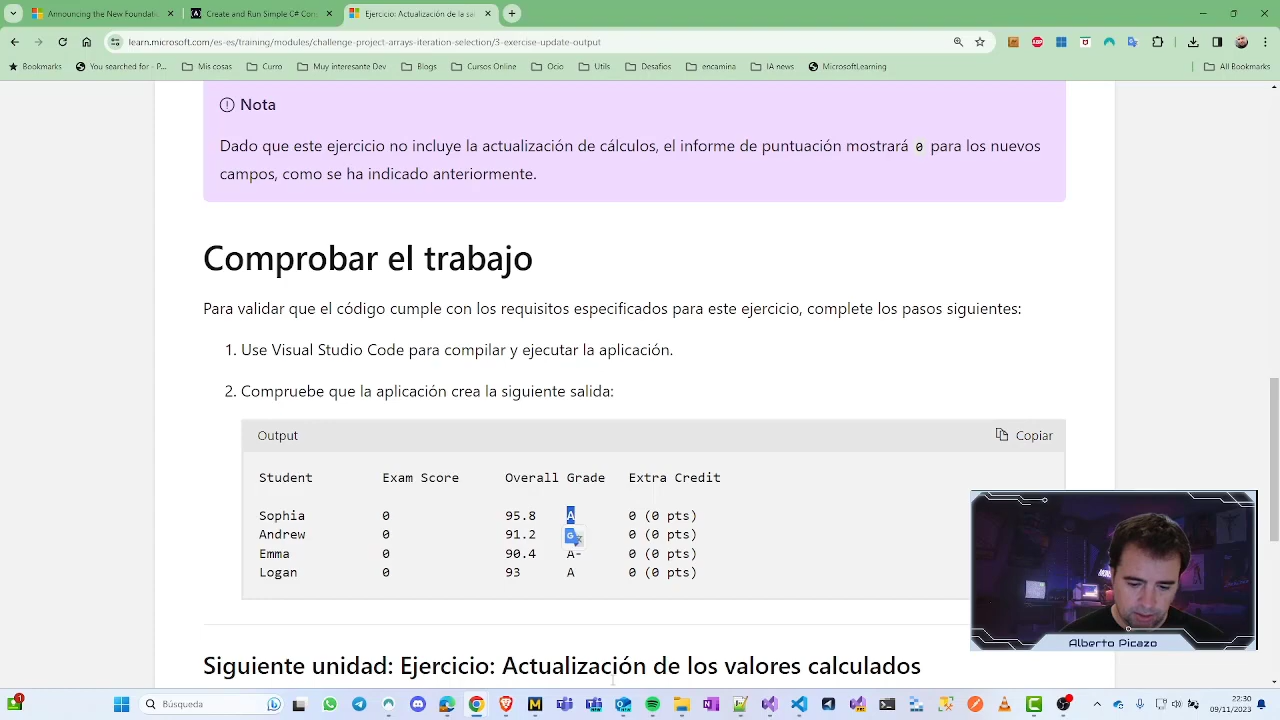 Announcing the New Foundatic
Create and Run Simple C# Cons
Ejercicio: Actualización de la sa
learn.microsoft.com/es-es/training/modules/challenge-project-arrays-iteration-selection/3-exercise-update-output
Bookmarks
You searched for - P...
Mis cosas
Curro
Muy interesante Dev
Blogs
Cursos Online
Ocio
Utils
Desafios
encamina
IA news
MicrosoftLearning
All Bookmarks
Nota
Dado que este ejercicio no incluye la actualización de cálculos, el informe de puntuación mostrará 0 para los nuevos
campos, como se ha indicado anteriormente.
Comprobar el trabajo
Para validar que el código cumple con los requisitos especificados para este ejercicio, complete los pasos siguientes:
1. Use Visual Studio Code para compilar y ejecutar la aplicación.
2. Compruebe que la aplicación crea la siguiente salida:
Output Copiar
Student Exam Score Overall Grade Extra Credit
Sophia 0 95.8 A 0 (0 pts)
Andrew 0 91.2 0 (0 pts)
Emma 0 90.4 A- 0 (0 pts)
Logan 0 93 A 0 (0 pts)
Alberto Picazo
Siguiente unidad: Ejercicio: Actualización de los valores calculados
Búsqueda
22:30
09/11/2023